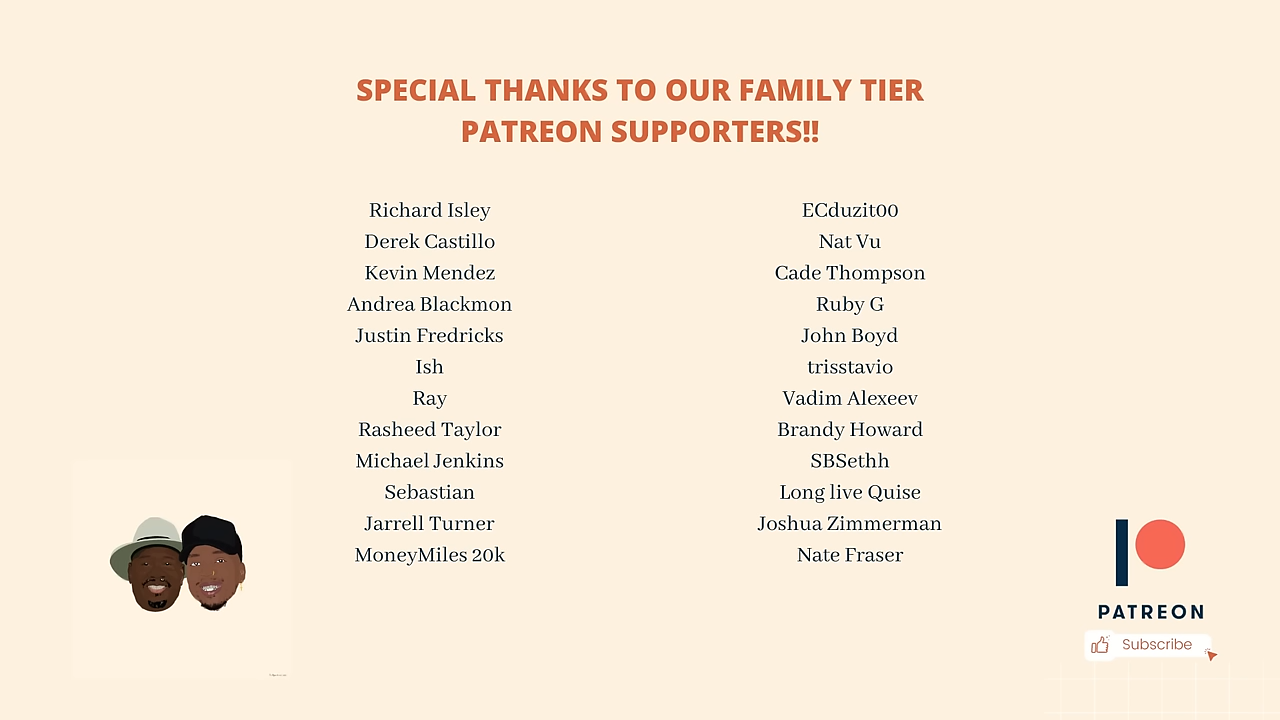 SPECIAL THANKS TO OUR FAMILY TIER
PATREON SUPPORTERS!!
Richard Isley
Derek Castillo
Kevin Mendez
Andrea Blackmon
Justin Fredricks
Ish
Ray
Rasheed Taylor
Michael Jenkins
Sebastian
Jarrell Turner
MoneyMiles 20k
ECduzit00
Nat Vu
Cade Thompson
Ruby G
John Boyd
trisstavio
Vadim Alexeev
Brandy Howard
SBSethh
Long live Quise
Joshua Zimmerman
Nate Fraser
PATREON
Subscribe